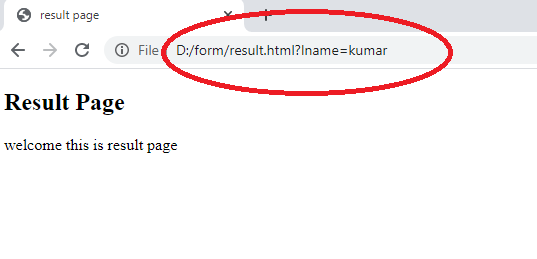 result page
File
D:/form/result.html?lname=kumar
Result Page
welcome this is result page